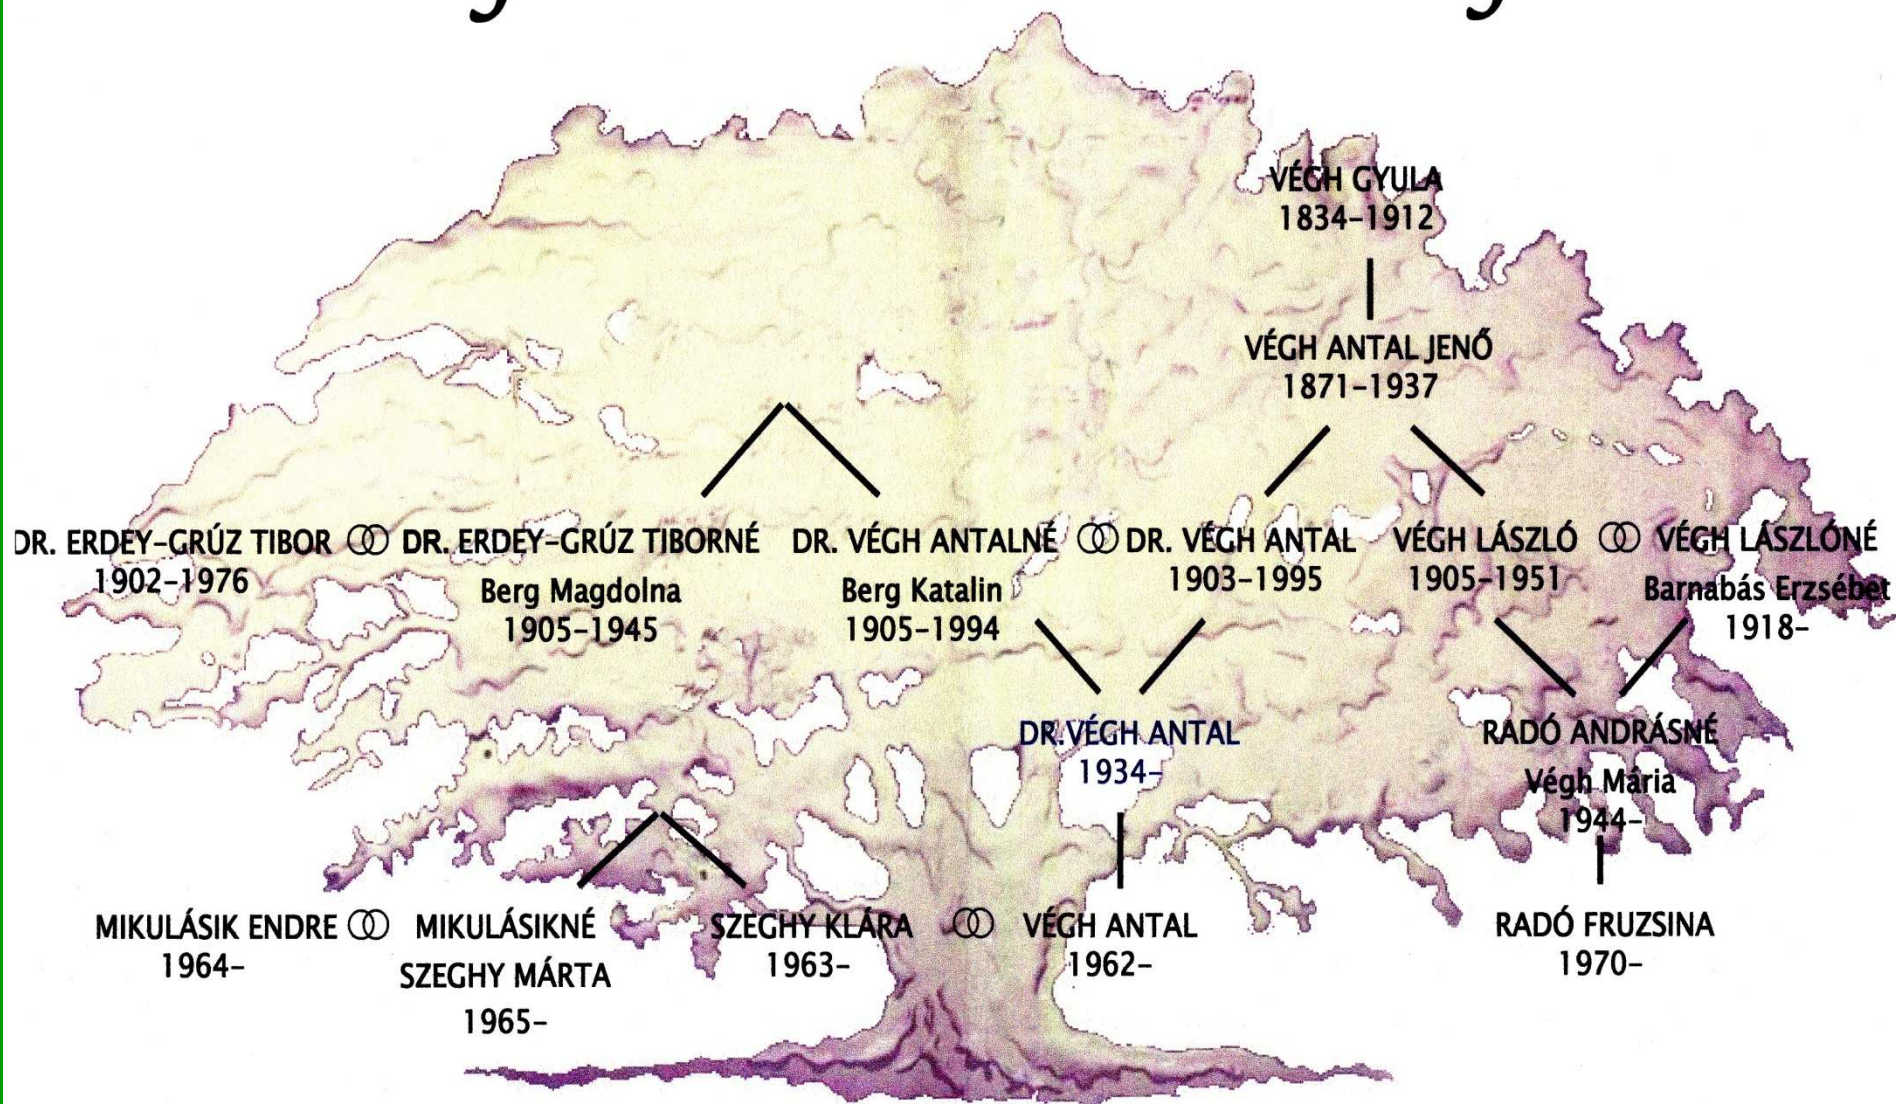 VÉGH GYULA
1834-1912
VÉGH ANTAL JENŐ
1871-1937
DR. ERDEY-GRÚZ TIBOR
1902-1976
DR. ERDEY-GRÚZ TIBORNÉ
Berg Magdolna
1905-1945
DR. VÉGH ANTALNÉ
Berg Katalin
1905-1994
DR. VÉGH ANTAL
1903-1995
VÉGH LÁSZLÓ
1905-1951
VÉGH LÁSZLÓNÉ
Barnabás Erzsébet
1918-
DR.VÉGH ANTAL
1934-
RADÓ ANDRÁSNÉ
Végh Mária
1944-
MIKULÁSIK ENDRE
1964-
MIKULÁSIKNÉ
SZEGHY MÁRTA
1965-
SZEGHY KLÁRA
1963-
VÉGH ANTAL
1962-
RADÓ FRUZSINA
1970-